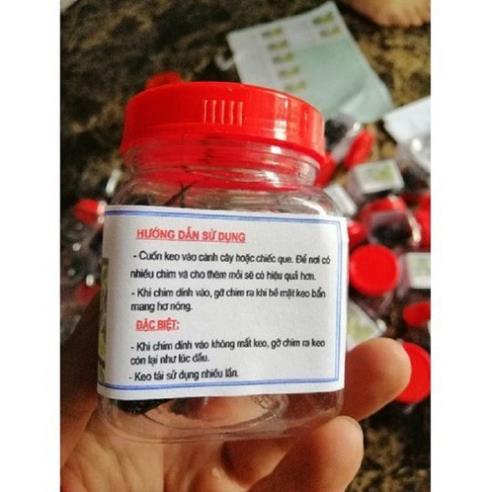 HƯỚNG DẪN SỬ DỤNG
- Cuốn keo vào cành cây hoặc chiếc que. Để nơi có
nhiều chim và cho thêm mồi sẽ có hiệu quả hơn.
- Khi chim dính vào, gỡ chim ra khi bề mặt keo bẩn
mang hơ nóng.
ĐẶC BIỆT:
- Khi chim dính vào không mất keo, gỡ chim ra keo
còn lại như lúc đầu.
- Keo tái sử dụng nhiều lần.